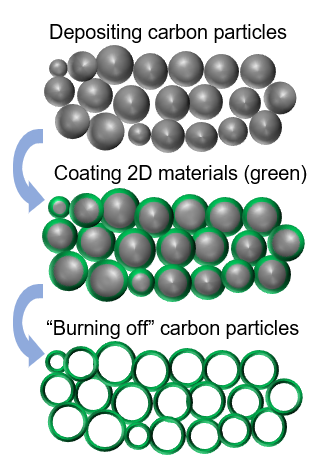 Depositing carbon particles
Coating 2D materials (green)
“Burning off” carbon particles